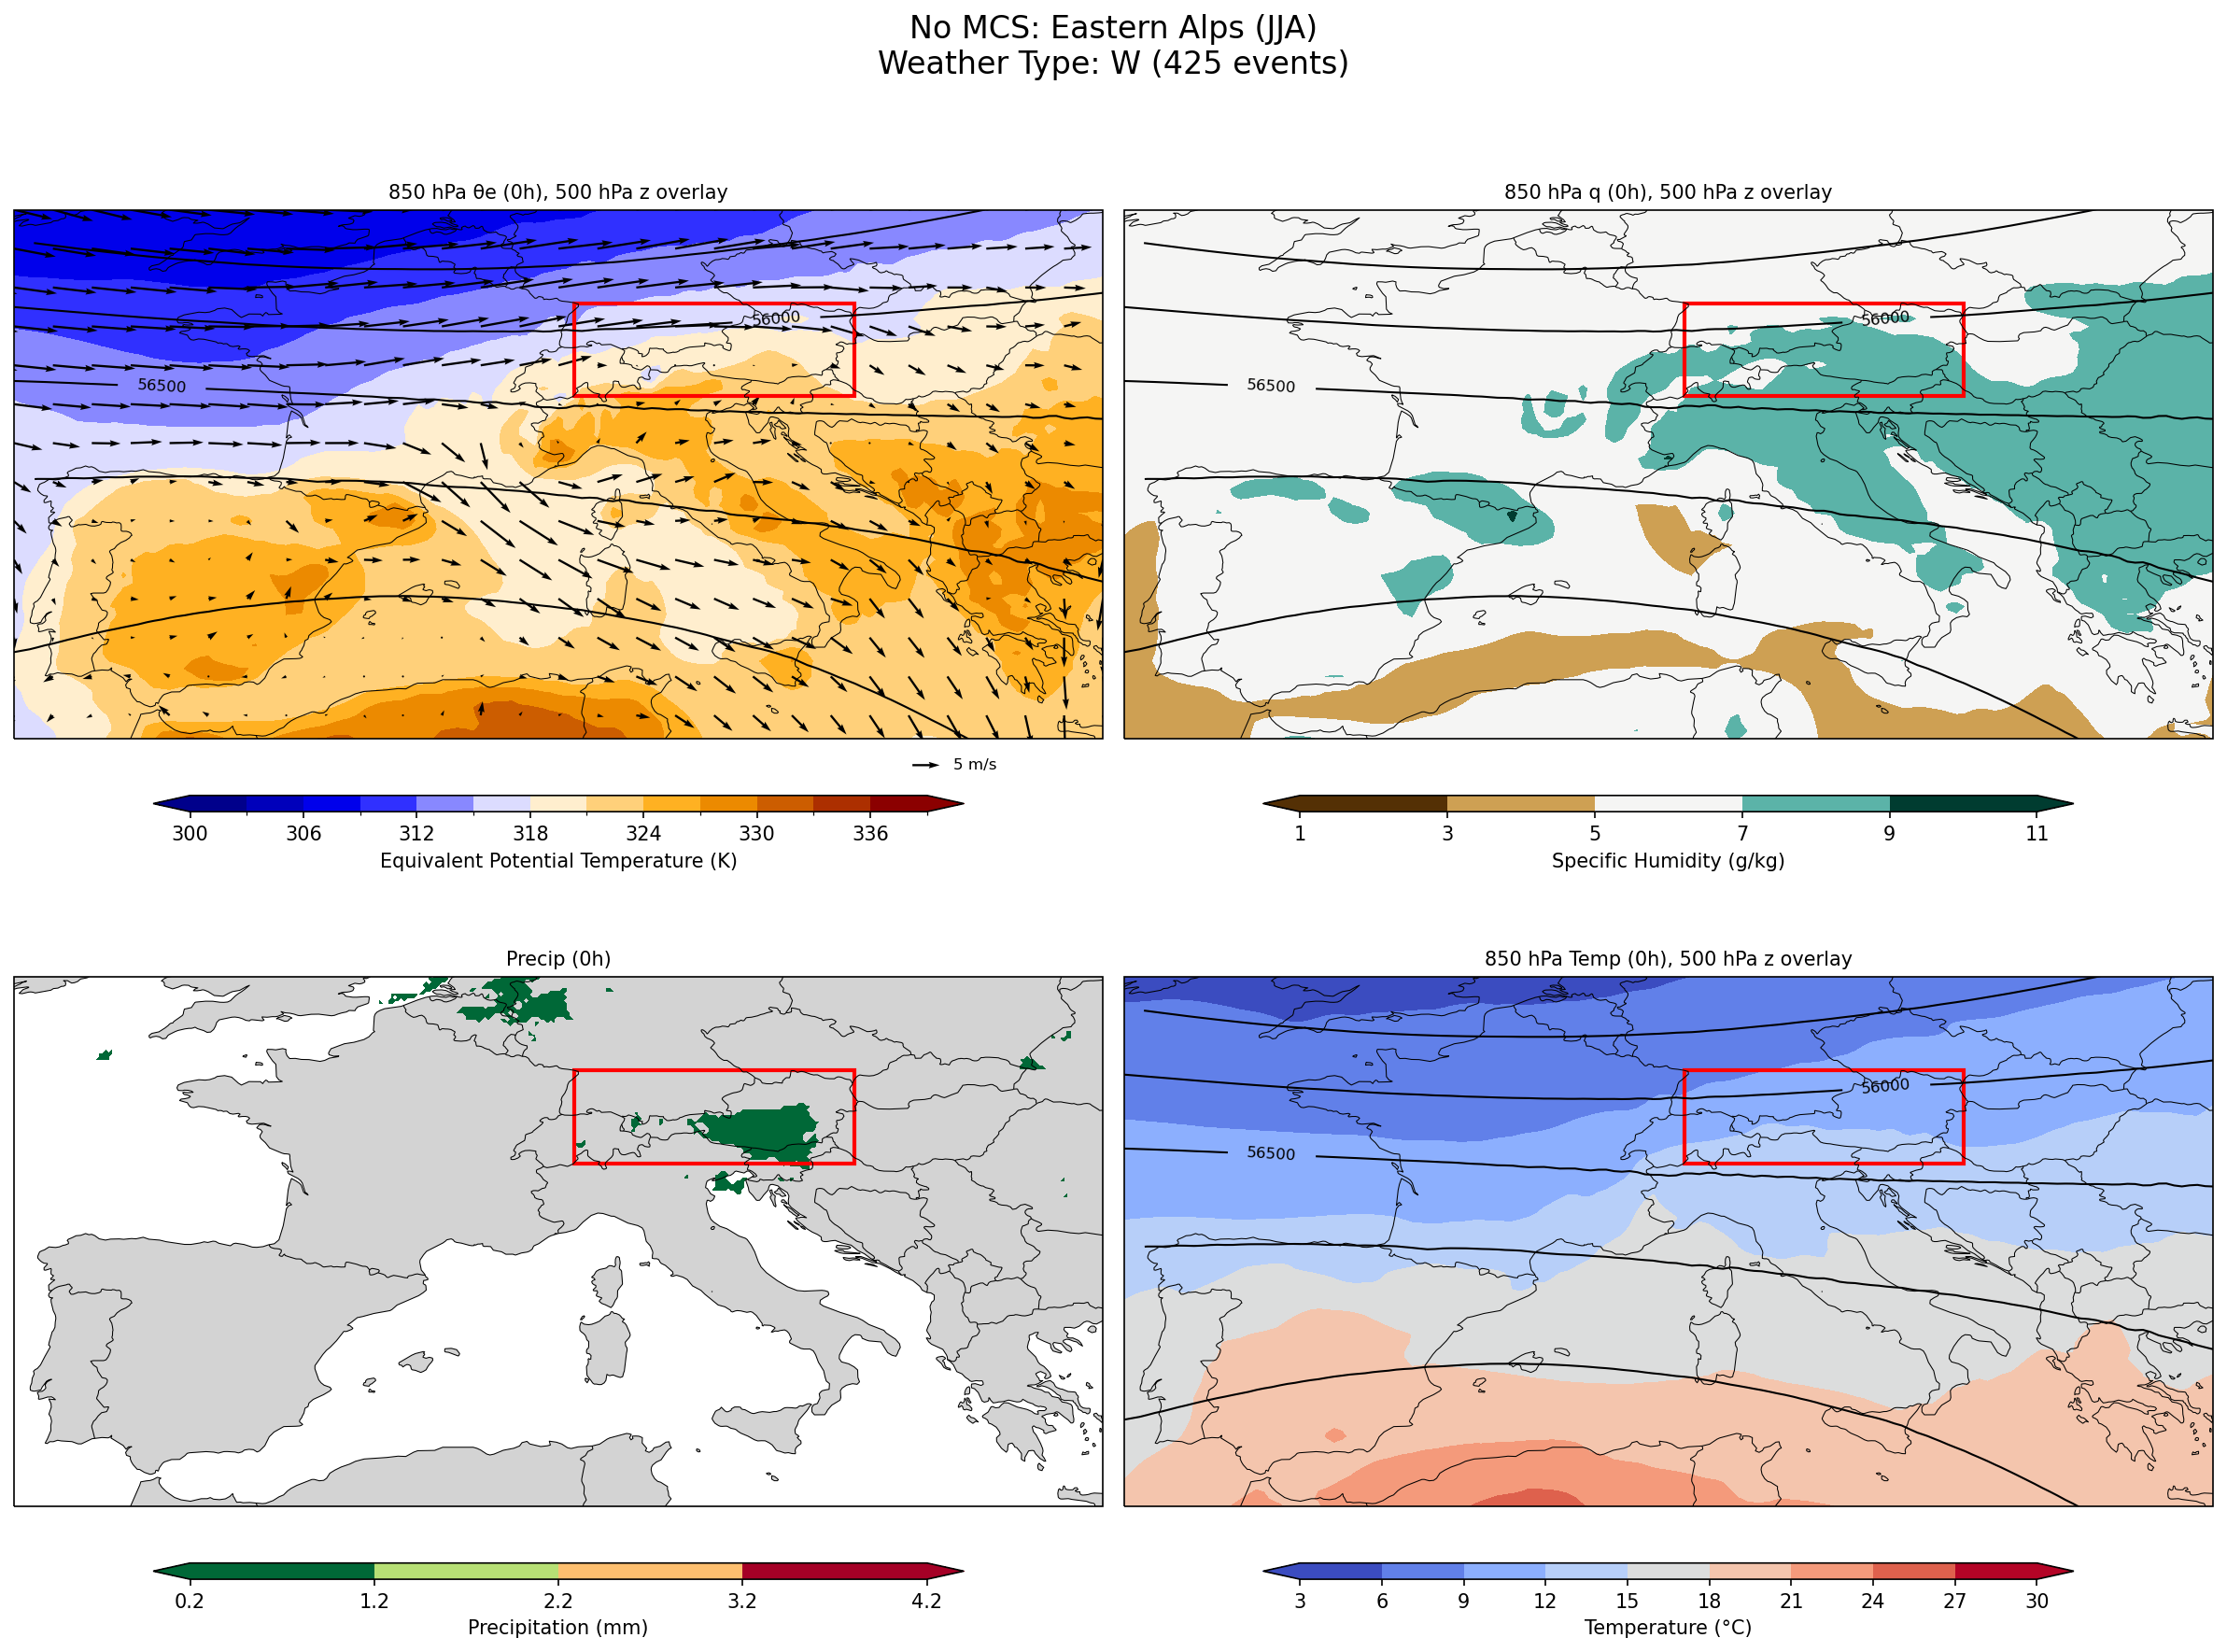 No MCS: Eastern Alps (JJA)
Weather Type: W (425 events)
850 hPa θe (0h), 500 hPa z overlay
56000
56500
5 m/s
300 306 312 318 324 330 336
Equivalent Potential Temperature (K)
850 hPa q (0h), 500 hPa z overlay
56000
56500
1 3 5 7 9 11
Specific Humidity (g/kg)
Precip (0h)
0.2 1.2 2.2 3.2 4.2
Precipitation (mm)
850 hPa Temp (0h), 500 hPa z overlay
56000
56500
3 6 9 12 15 18 21 24 27 30
Temperature (°C)